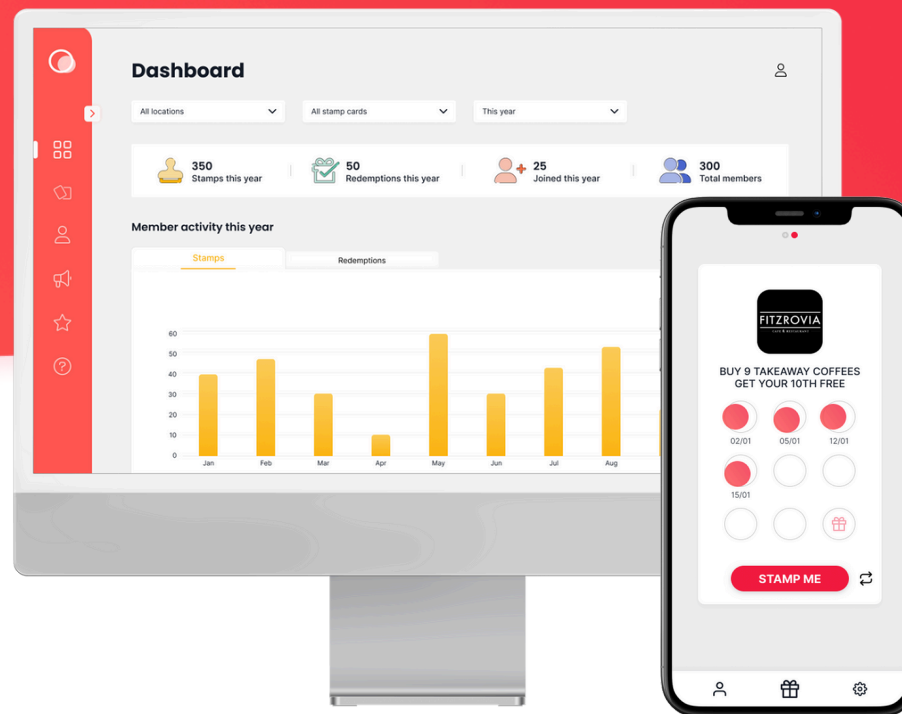 Dashboard
All locations
All stamp cards
This year
350
Stamps this year
50
Redemptions this year
25
Joined this year
300
Total members
Member activity this year
Stamps
Redemptions
60
50
40
30
20
10
0
Jan
Feb
Mar
Apr
May
Jun
Jul
Aug
FITZROVIA
BUY 9 TAKEAWAY COFFEES
GET YOUR 10TH FREE
02/01
05/01
12/01
15/01
STAMP ME